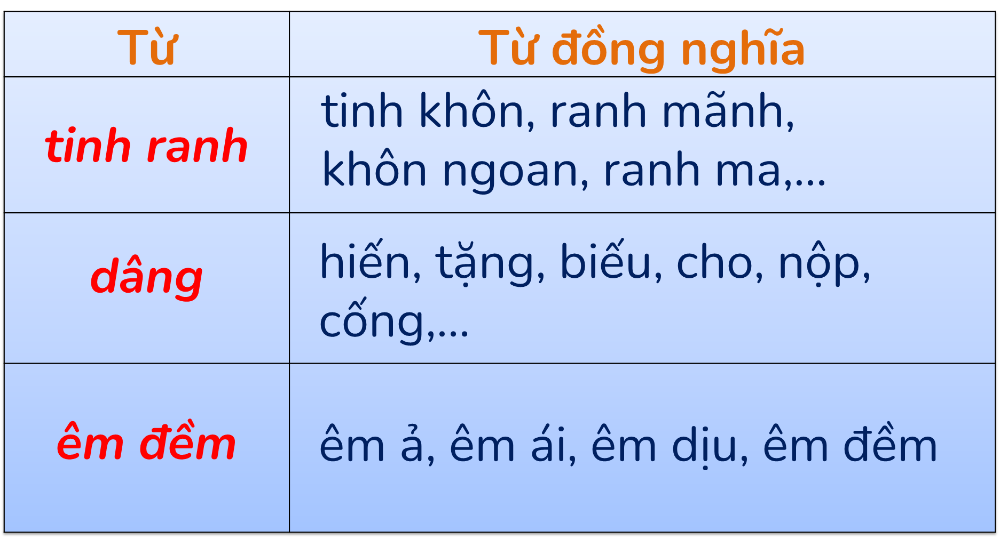 Từ
Từ đồng nghĩa
tinh ranh
tinh khôn, ranh mãnh,
khôn ngoan, ranh ma,...
dâng
hiến, tặng, biếu, cho, nộp,
cống,...
êm đềm
êm ả, êm ái, êm dịu, êm đềm